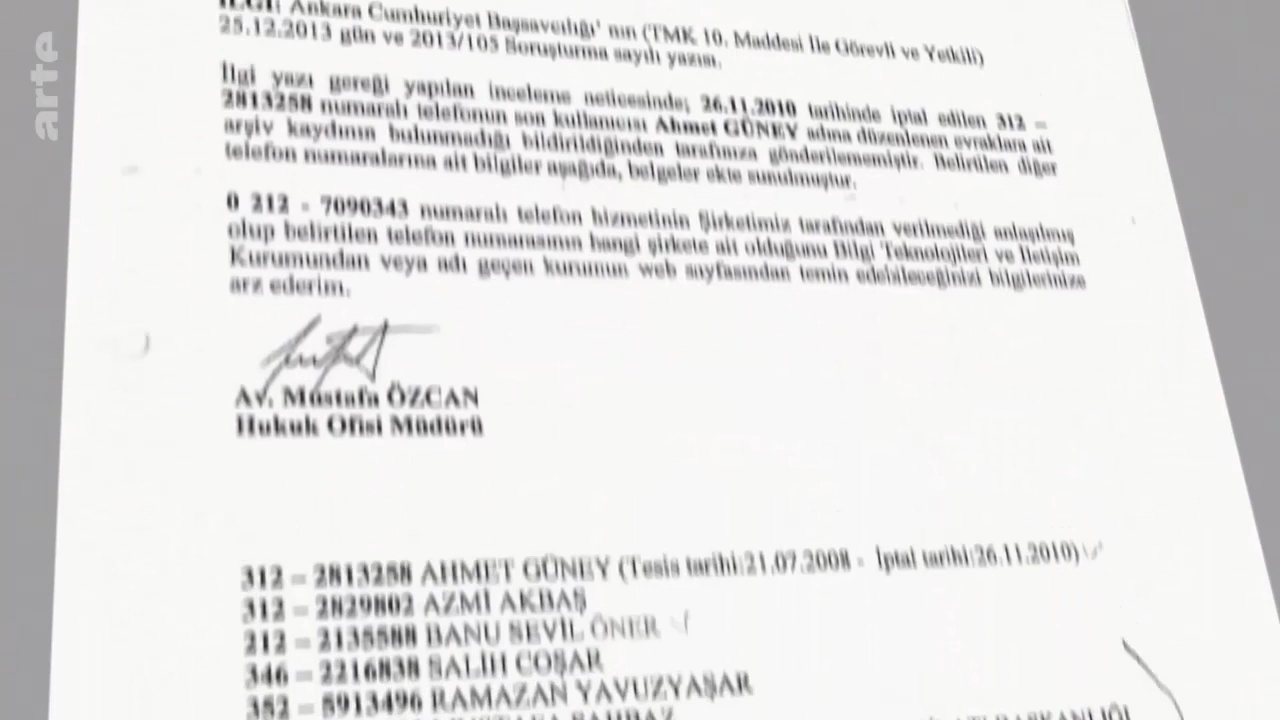 arte
İLGİ: Ankara Cumhuriyet Başsavcılığı' nın (TMK 10. Maddesi İle Görevli ve Yetkili)
25.12.2013 gün ve 2013/105 Soruşturma sayılı yazısı.
İlgi yazı gereği yapılan inceleme neticesinde; 26.11.2010 tarihinde iptal edilen 312 –
2813258 numaralı telefonun son kullanıcısı Ahmet GÜNEY adına düzenlenen evraklara ait
arşiv kaydının bulunmadığı bildirildiğinden tarafınıza gönderilememiştir. Belirtilen diğer
telefon numaralarına ait bilgiler aşağıda, belgeler ekte sunulmuştur.
0 212 - 7090343 numaralı telefon hizmetinin Şirketimiz tarafından verilmediği anlaşılmış
olup belirtilen telefon numarasının hangi şirkete ait olduğunu Bilgi Teknolojileri ve İletişim
Kurumundan veya adı geçen kurumun web sayfasından temin edebileceğinizi bilgilerinize
arz ederim.
Av. Mustafa ÖZCAN
Hukuk Ofisi Müdürü
312 – 2813258 AHMET GÜNEY (Tesis tarihi:21.07.2008 - İptal tarihi:26.11.2010)
312 – 2829802 AZMİ AKBAŞ
212 – 2135588 BANU SEVİL ÖNER
346 – 2216838 SALİH COŞAR
352 – 5913496 RAMAZAN YAVUZYAŞAR